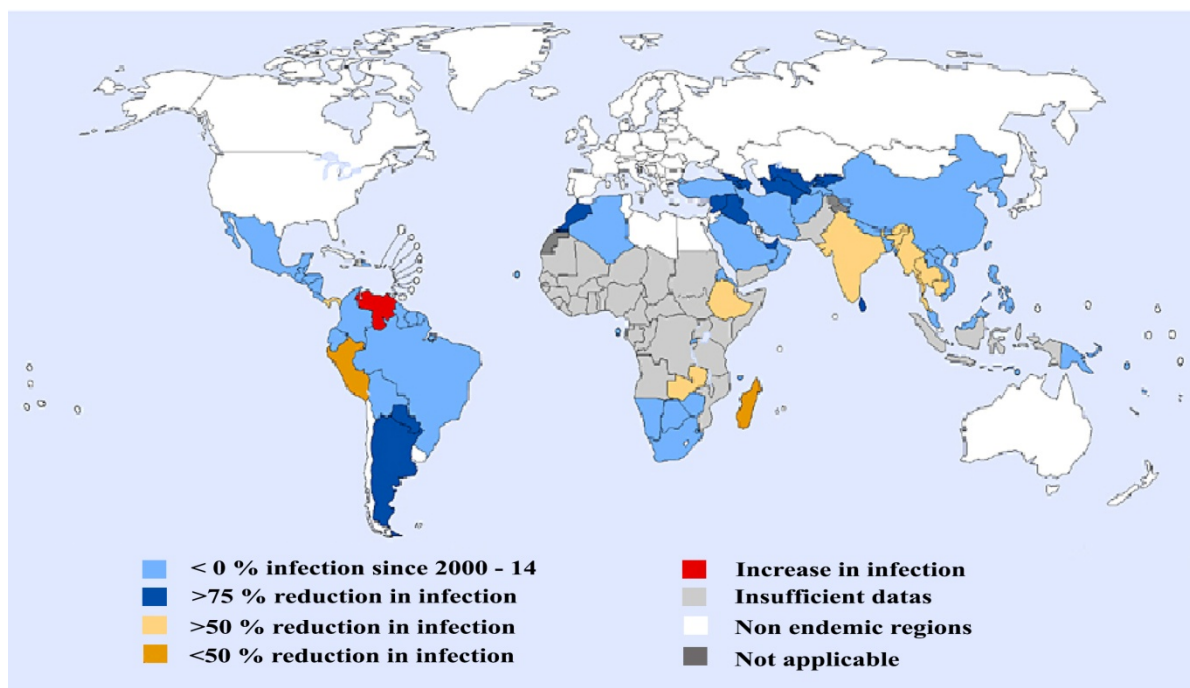 < 0 % infection since 2000 - 14
>75 % reduction in infection
>50 % reduction in infection
<50 % reduction in infection
Increase in infection
Insufficient datas
Non endemic regions
Not applicable